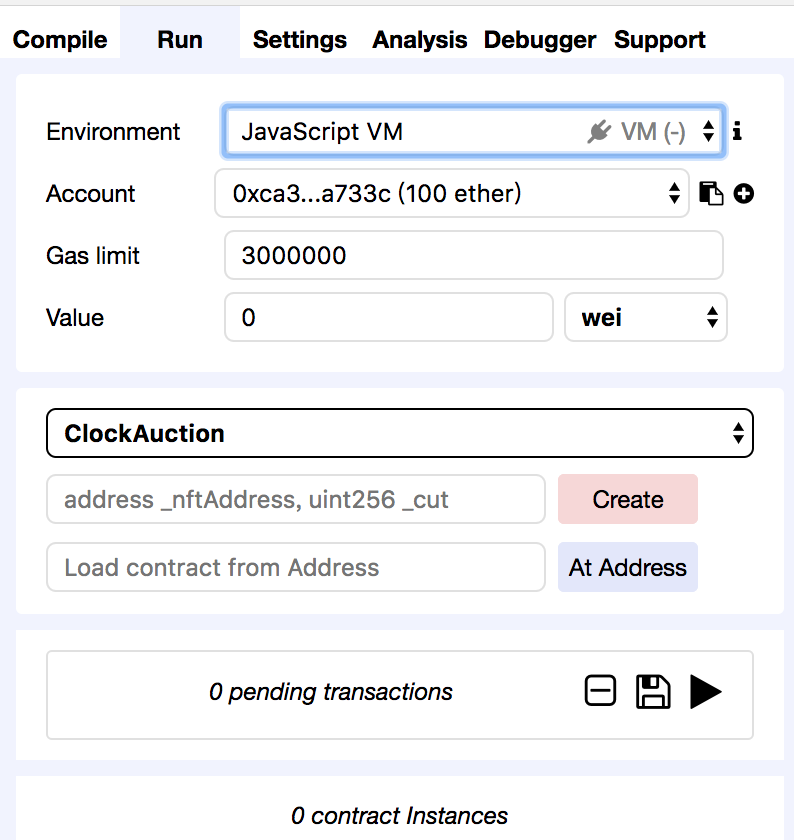 Compile Run Settings Analysis Debugger Support
Environment JavaScript VM VM (-) i
Account 0xca3...a733c (100 ether)
Gas limit 3000000
Value 0 wei
ClockAuction
address _nftAddress, uint256 _cut Create
Load contract from Address At Address
0 pending transactions
0 contract Instances